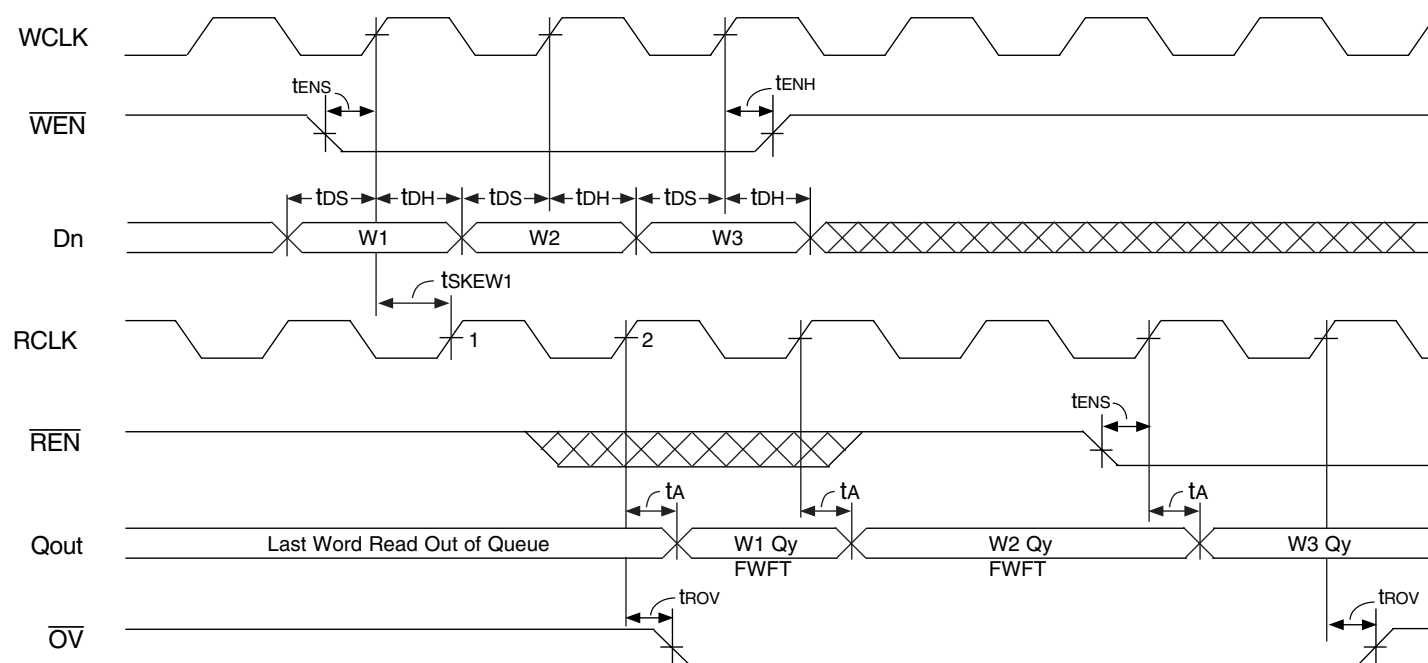 WCLK
tENS
tENH
WEN
tDS tDH tDS tDH tDS tDH
Dn W1 W2 W3
tSKEW1
RCLK 1 2
tENS
REN
tA tA tA
Qout Last Word Read Out of Queue W1 Qy W2 Qy W3 Qy
FWFT FWFT
tROV tROV
OV